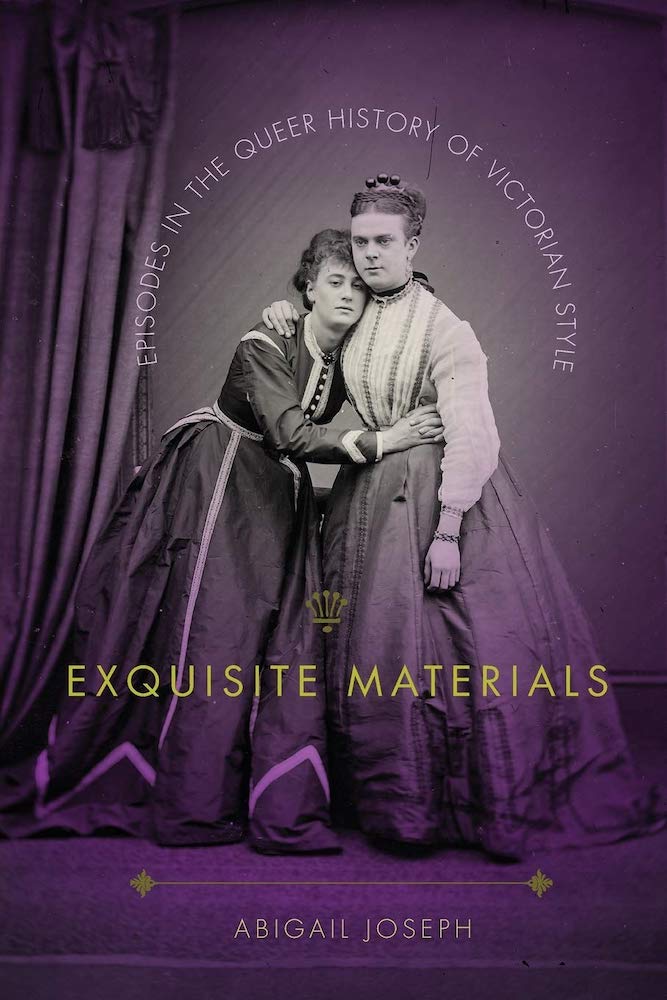 EPISODES IN THE QUEER HISTORY OF VICTORIAN STYLE
EXQUISITE MATERIALS
ABIGAIL JOSEPH